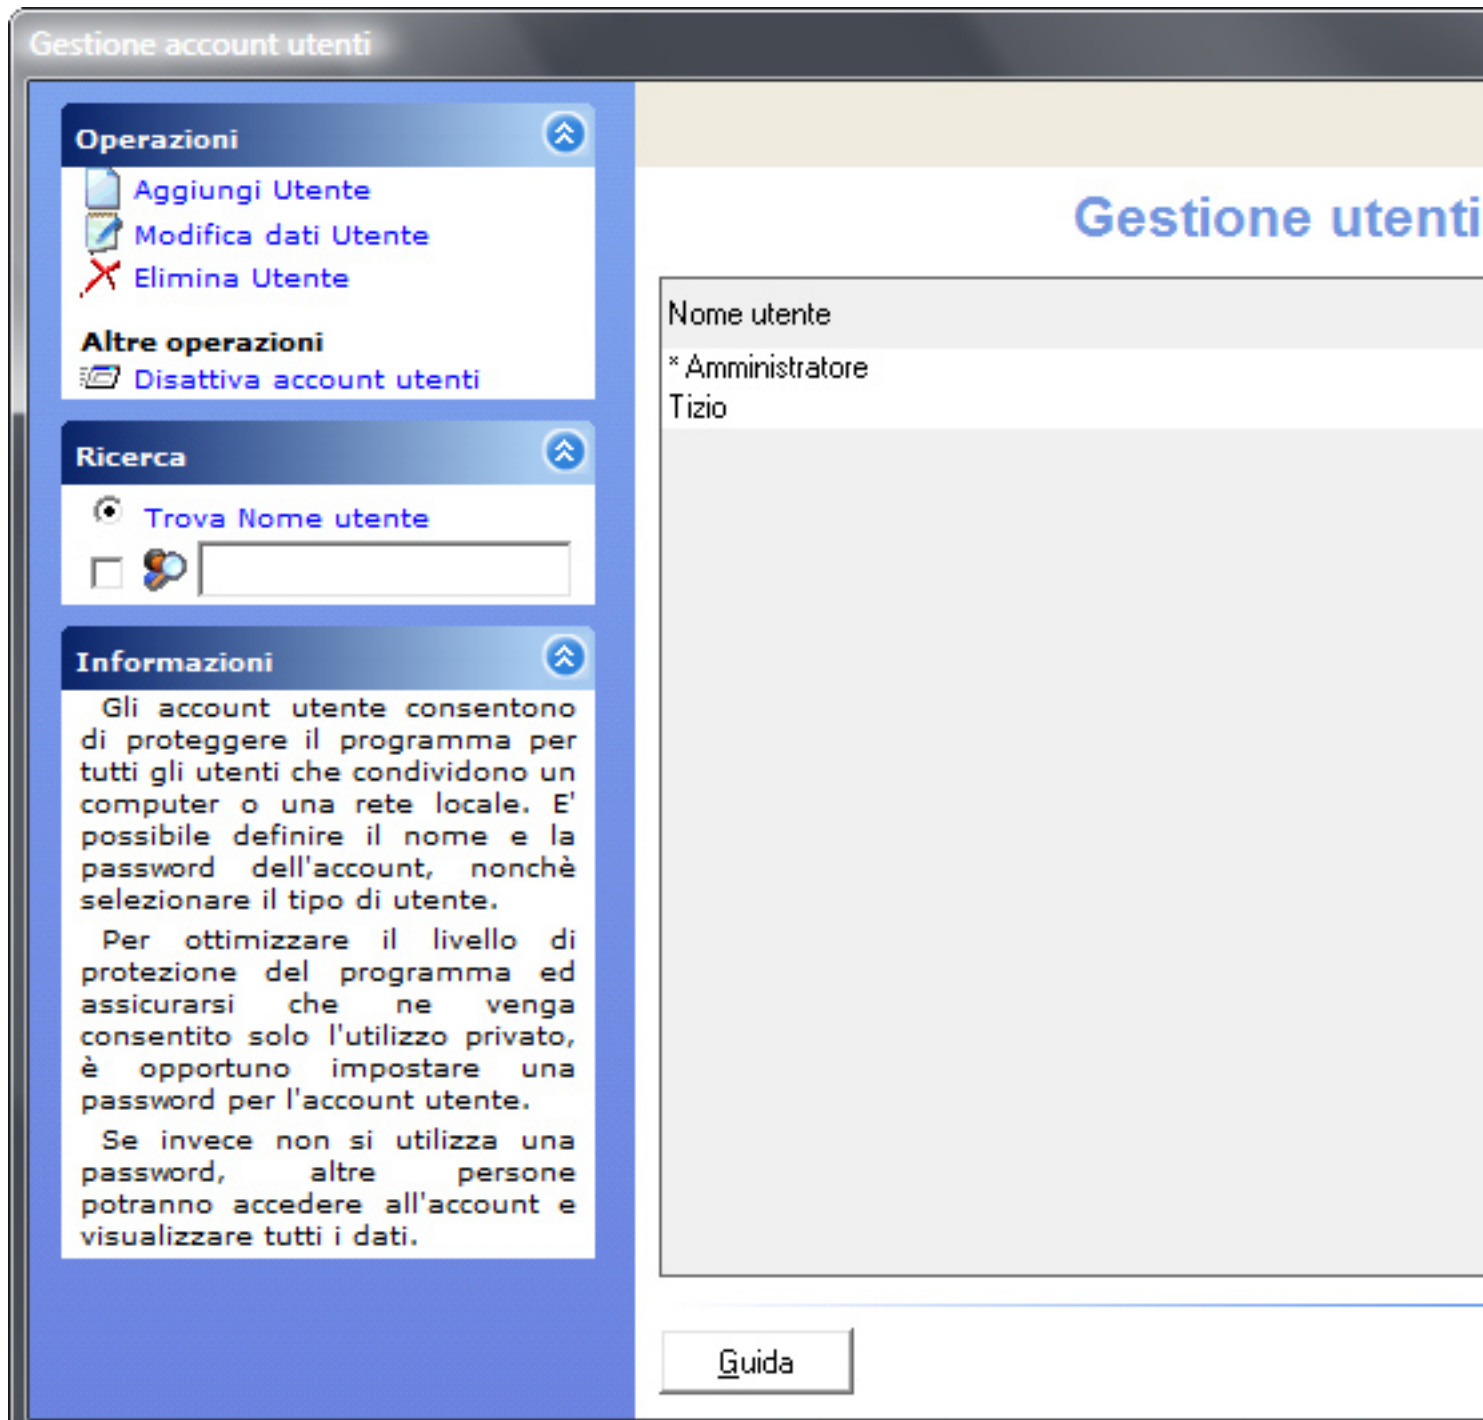 Gestione account utenti
Operazioni
Aggiungi Utente
Modifica dati Utente
Elimina Utente
Altre operazioni
Disattiva account utenti
Ricerca
Trova Nome utente
Informazioni
Gli account utente consentono
di proteggere il programma per
tutti gli utenti che condividono un
computer o una rete locale. E'
possibile definire il nome e la
password dell'account, nonchè
selezionare il tipo di utente.
Per ottimizzare il livello di
protezione del programma ed
assicurarsi che ne venga
consentito solo l'utilizzo privato,
è opportuno impostare una
password per l'account utente.
Se invece non si utilizza una
password, altre persone
potranno accedere all'account e
visualizzare tutti i dati.
Gestione utenti
Nome utente
* Amministratore
Tizio
Guida